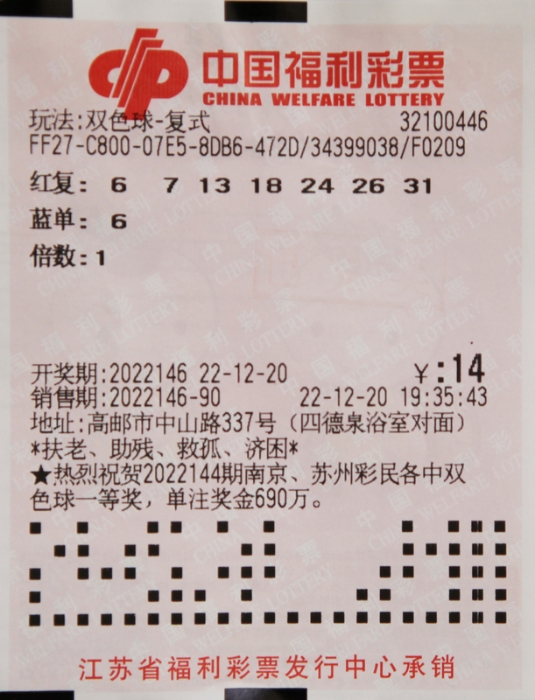 中国福利彩票
CHINA WELFARE LOTTERY
玩法:双色球-复式 32100446
FF27-C800-07E5-8DB6-472D/34399038/F0209
红复: 6 7 13 18 24 26 31
蓝单: 6
倍数:1
开奖期:2022146 22-12-20 ¥:14
销售期:2022146-90 22-12-20 19:35:43
地址:高邮市中山路337号（四德泉浴室对面）
*扶老、助残、救孤、济困*
★热烈祝贺2022144期南京、苏州彩民各中双
色球一等奖，单注奖金690万。
江苏省福利彩票发行中心承销